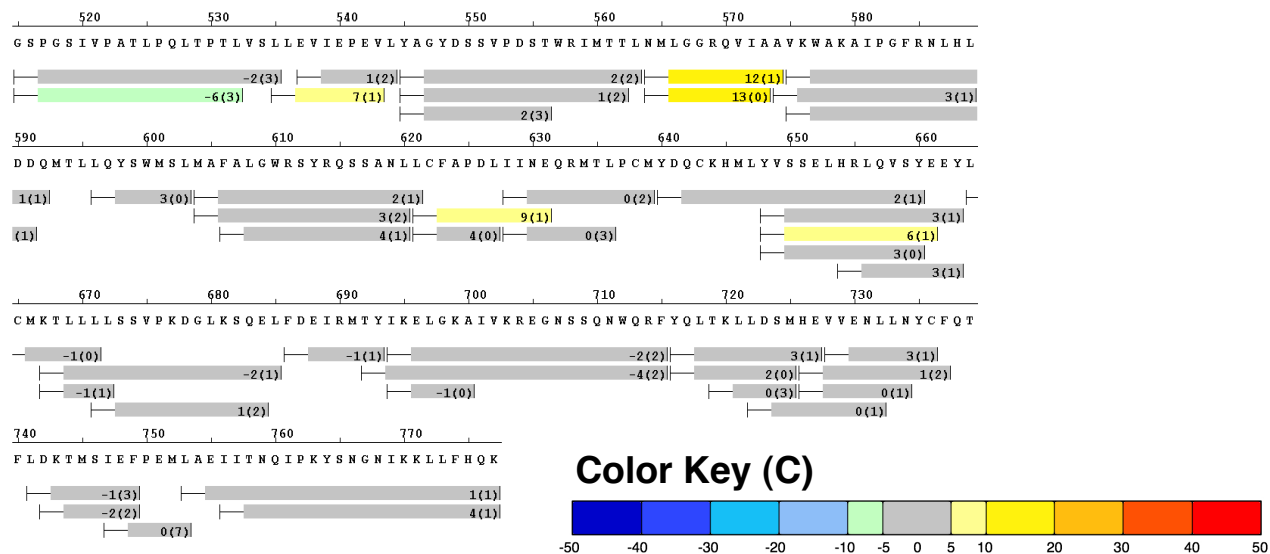 520 530 540 550 560 570 580
G S P G S I V P A T L P Q L T P T L V S L L E V I E P E V L Y A G Y D S S V P D S T W R I M T T L N M L G G R Q V I A A V K W A K A I P G F R N L H L
-2(3) 1(2) 2(2) 12(1)
-6(3) 7(1) 1(2) 13(0) 3(1)
2(3)
590 600 610 620 630 640 650 660
D D Q M T L L Q Y S W M S L M A F A L G W R S Y R Q S S A N L L C F A P D L I I N E Q R M T L P C M Y D Q C K H M L Y V S S E L H R L Q V S Y E E Y L
1(1) 3(0) 2(1) 0(2) 2(1)
3(2) 9(1) 3(1)
(1) 4(1) 4(0) 0(3) 6(1)
3(0)
3(1)
670 680 690 700 710 720 730
C M K T L L L L S S V P K D G L K S Q E L F D E I R M T Y I K E L G K A I V K R E G N S S Q N W Q R F Y Q L T K L L D S M H E V V E N L L N Y C F Q T
-1(0) -1(1) -2(2) 3(1) 3(1)
-2(1) -4(2) 2(0) 1(2)
-1(1) -1(0) 0(3) 0(1)
1(2) 0(1)
740 750 760 770
F L D K T M S I E F P E M L A E I I T N Q I P K Y S N G N I K K L L F H Q K
-1(3) 1(1)
-2(2) 4(1)
0(7)
Color Key (C)
-50 -40 -30 -20 -10 -5 0 5 10 20 30 40 50